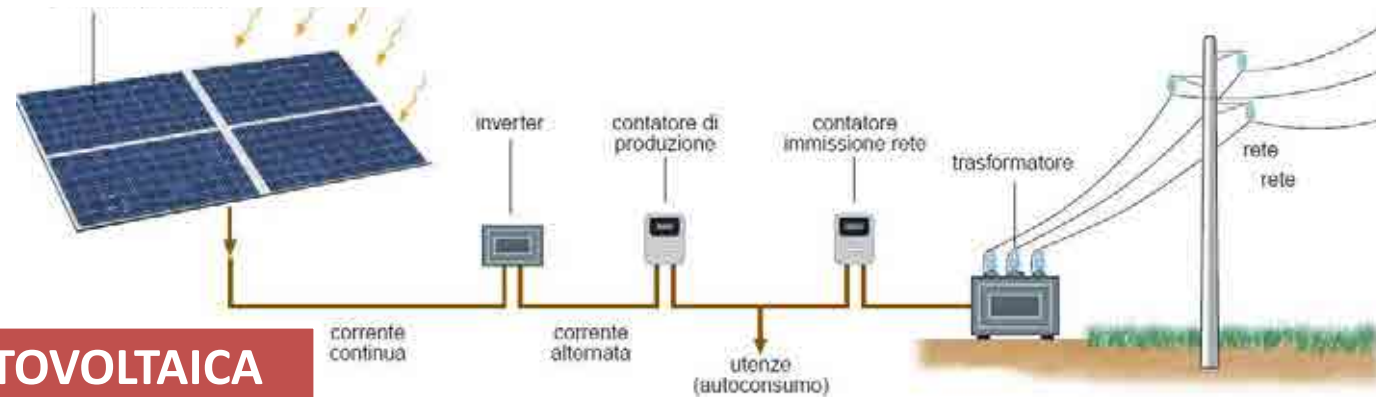 inverter
contatore di
produzione
contatore
immissione rete
trasformatore
rete
rete
corrente
continua
corrente
alternata
utenze
(autoconsumo)
TOVOLTAICA